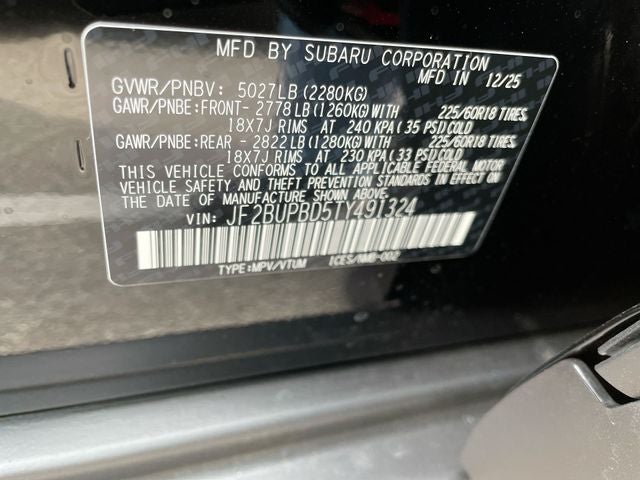 MFD BY SUBARU CORPORATION
MFD IN 12/25
GVWR/PNBV: 5027LB (2280KG)
GAWR/PNBE:FRONT- 2778 LB (1260KG) WITH 225/60R18 TIRES,
18X7J RIMS AT 240 KPA (35 PSI) COLD
GAWR/PNBE:REAR - 2822 LB (1280KG) WITH 225/60R18 TIRES,
18X7J RIMS AT 230 KPA (33 PSI) COLD
THIS VEHICLE CONFORMS TO ALL APPLICABLE FEDERAL MOTOR
VEHICLE SAFETY AND THEFT PREVENTION STANDARDS IN EFFECT ON
THE DATE OF MANUFACTURE SHOWN ABOVE.
VIN: JF2BUPBD5TY491324
TYPE:MPV/VTUM ICES/NMB-002